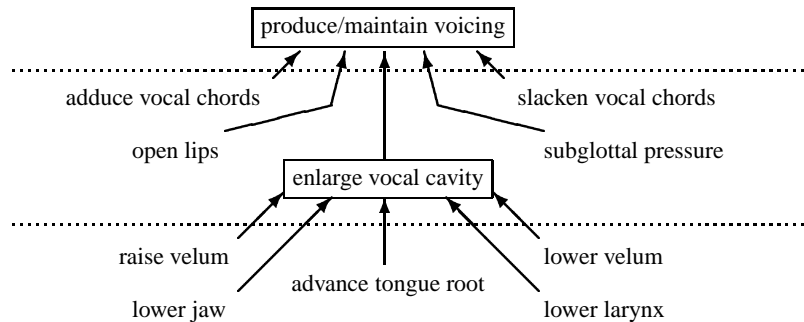 produce/maintain voicing
adduce vocal chords
slacken vocal chords
open lips
subglottal pressure
enlarge vocal cavity
raise velum
lower velum
advance tongue root
lower jaw
lower larynx